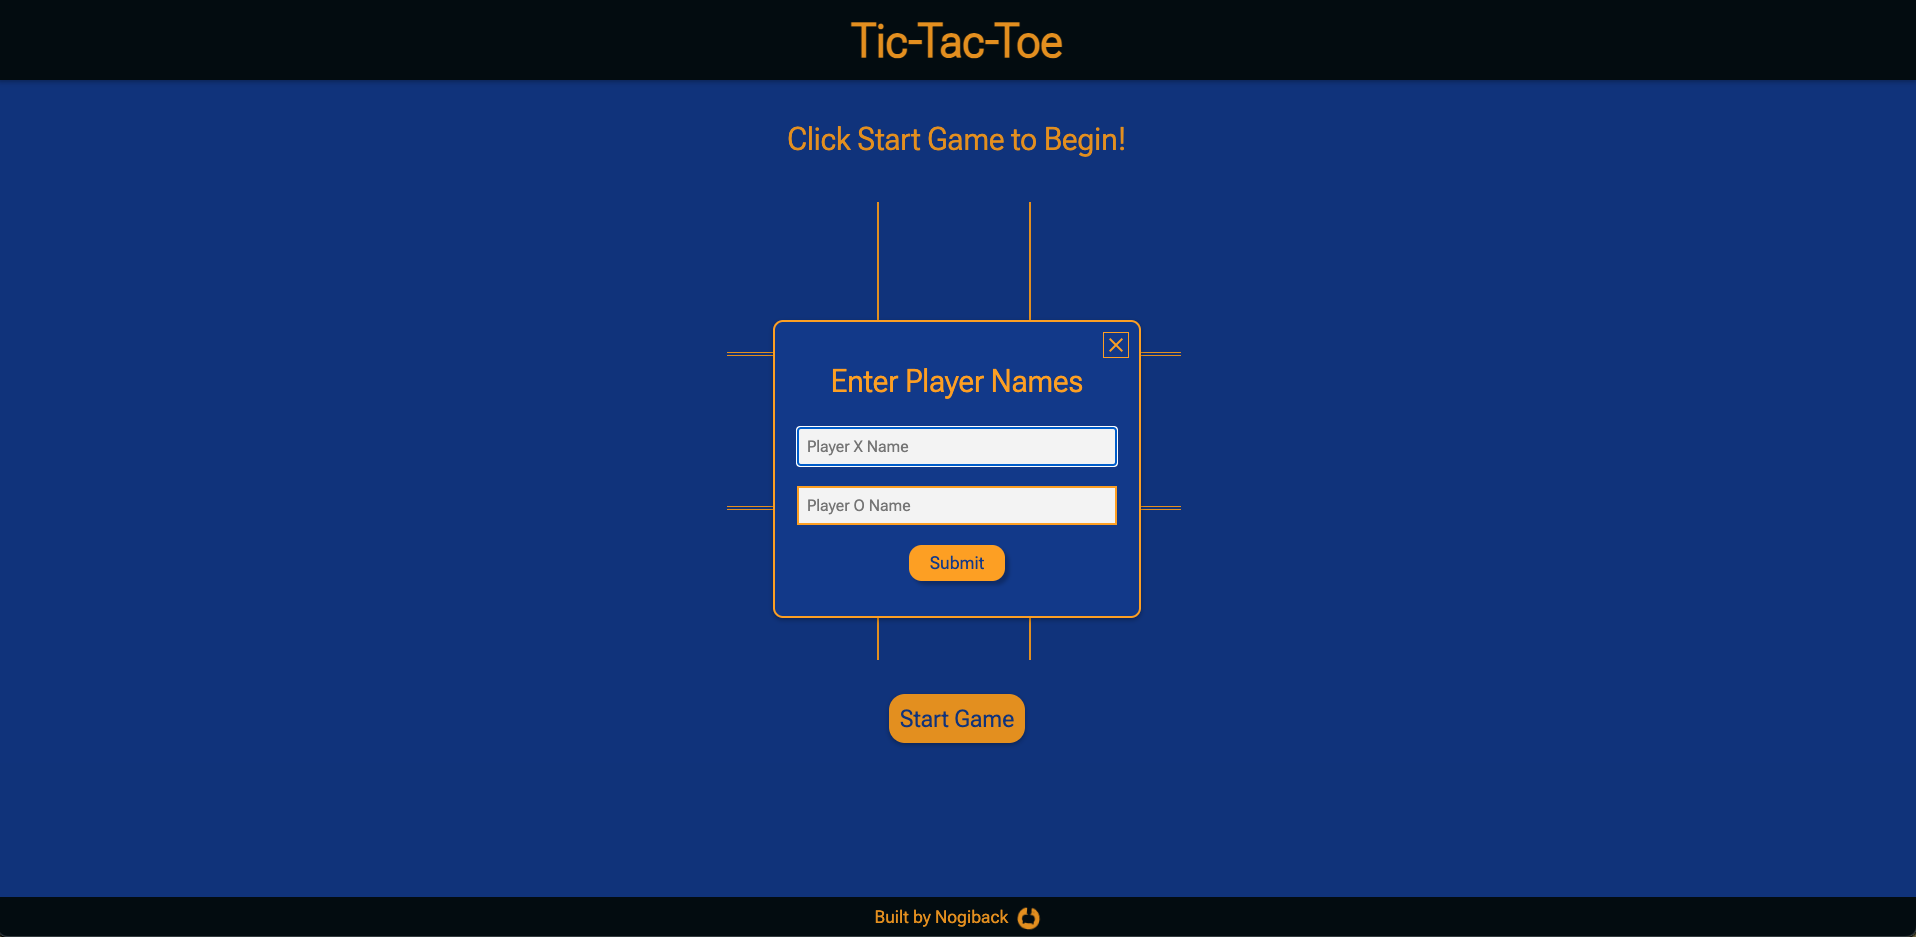 Tic-Tac-Toe
Click Start Game to Begin!
Enter Player Names
Player X Name
Player O Name
Submit
Start Game
Built by Nogiback